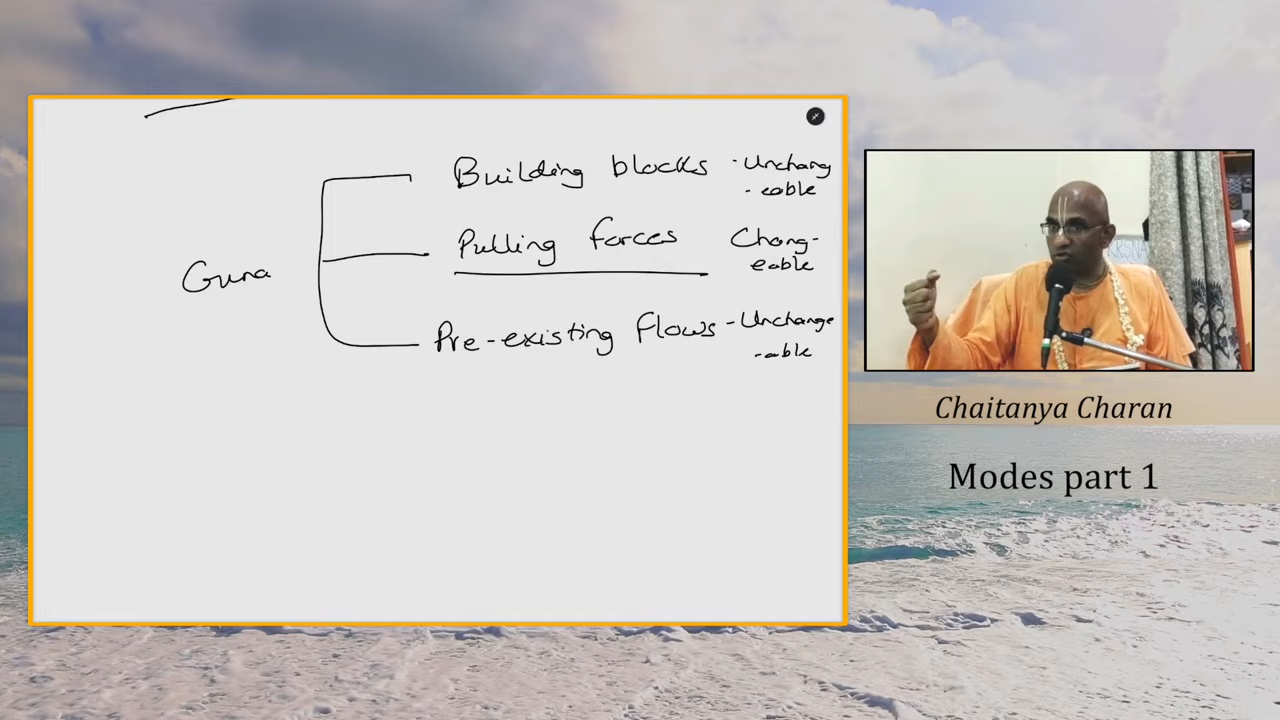 Building blocks - Unchang
- eable
Pulling forces Chang-
eable
Guna
Pre-existing flows - Unchange
-able
KRSNA
Chaitanya Charan
Modes part 1